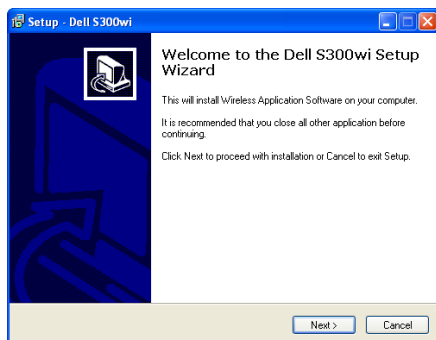 Setup - Dell S300wi
Welcome to the Dell S300wi Setup
Wizard
This will install Wireless Application Software on your computer.
It is recommended that you close all other application before
continuing.
Click Next to proceed with installation or Cancel to exit Setup.
Next >
Cancel